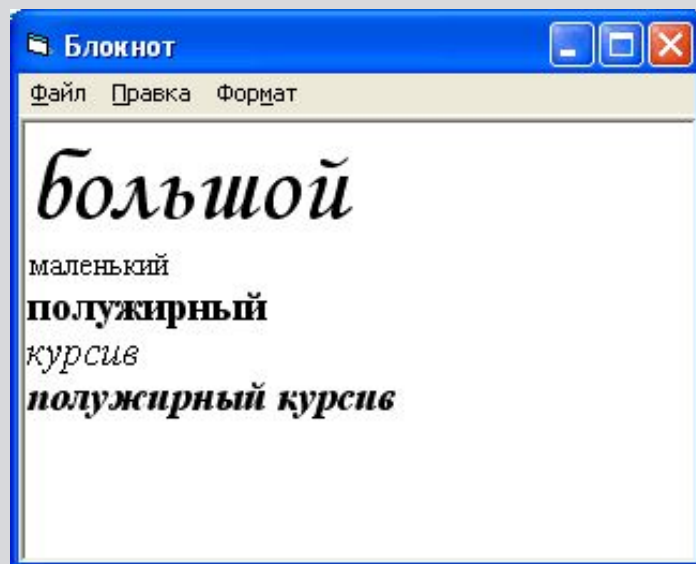 Блокнот
Файл Правка Формат
большой
маленький
полужирный
курсив
полужирный курсив